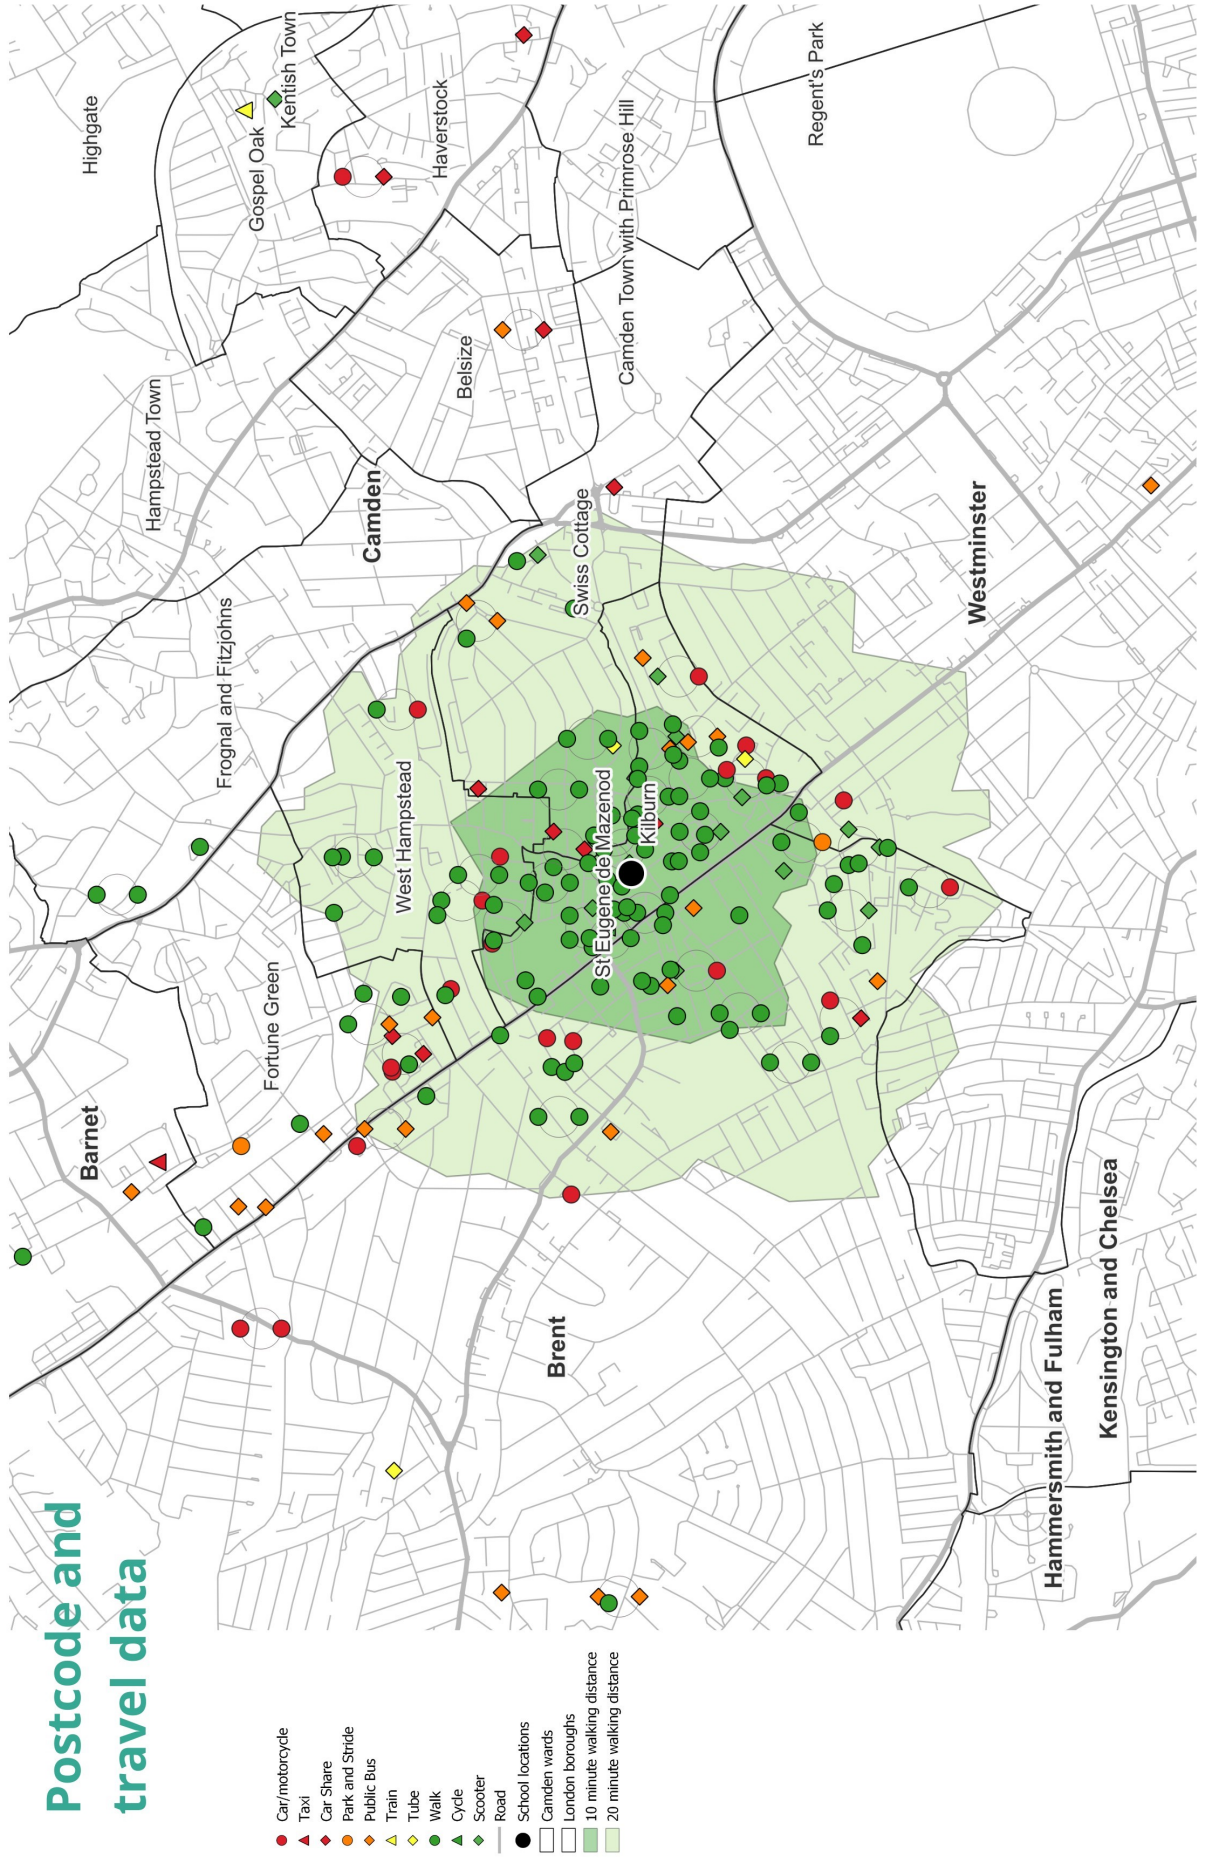 Postcode and
travel data
Car/motorcycle
Taxi
Car Share
Park and Stride
Public Bus
Train
Tube
Walk
Cycle
Scooter
Road
School locations
Camden wards
London boroughs
10 minute walking distance
20 minute walking distance
Highgate
Kentish Town
Gospel Oak
Haverstock
Hampstead Town
Belsize
Camden Town with Primrose Hill
Regent's Park
Camden
Frognal and Fitzjohns
Swiss Cottage
Westminster
West Hampstead
Kilburn
St Eugene de Mazenod
Fortune Green
Barnet
Brent
Kensington and Chelsea
Hammersmith and Fulham